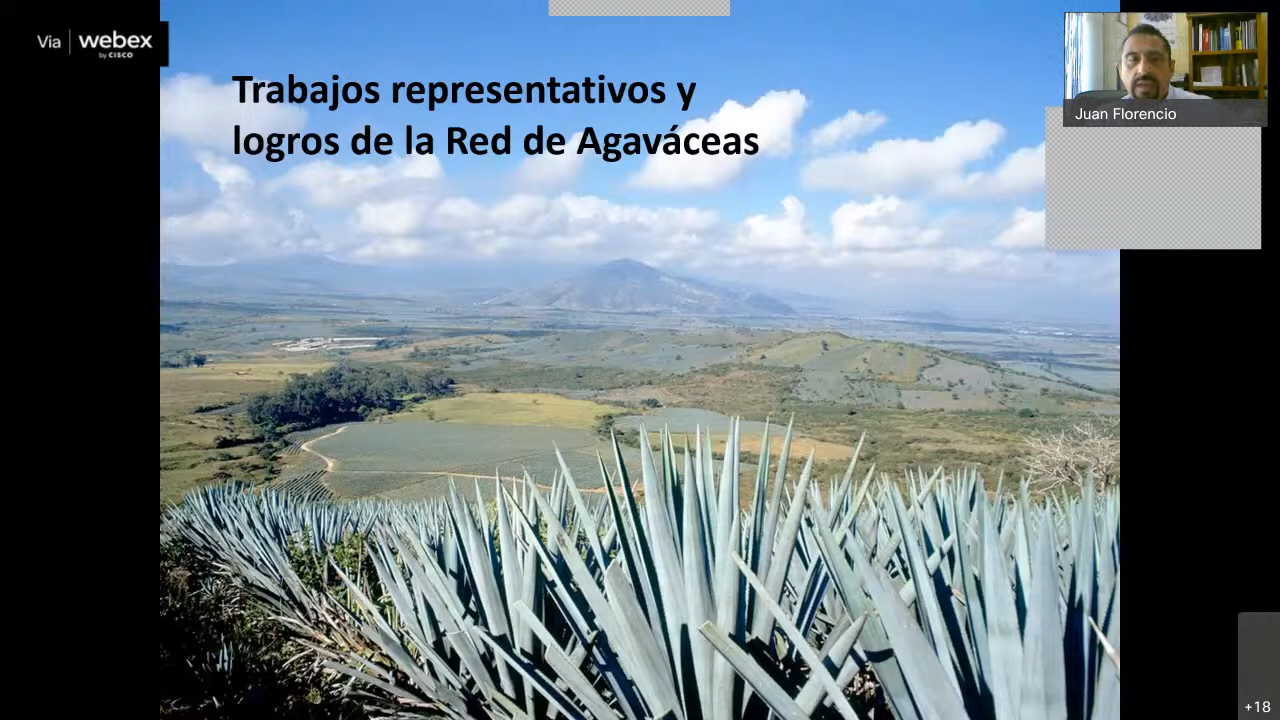 Via | webex
by CISCO
Trabajos representativos y
logros de la Red de Agaváceas
Juan Florencio
+18